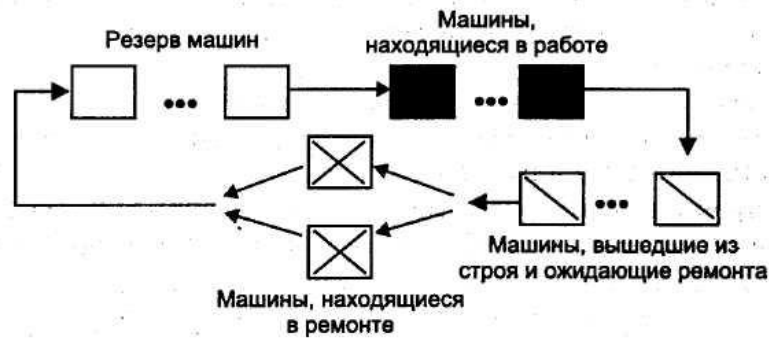 Резерв машин
Машины,
находящиеся в работе
Машины, вышедшие из
строя и ожидающие ремонта
Машины, находящиеся
в ремонте